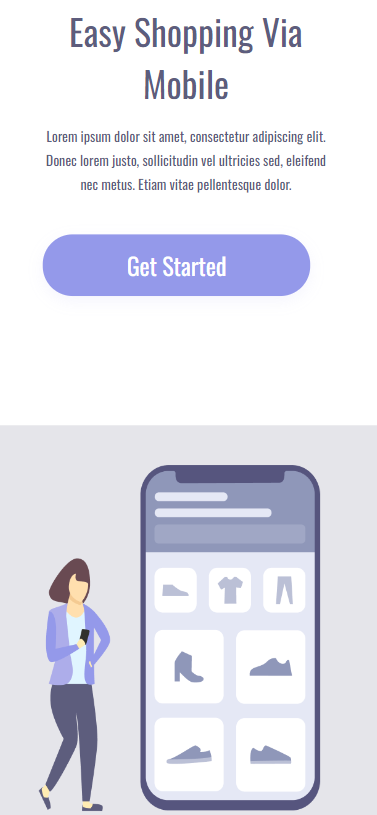 Easy Shopping Via
Mobile
Lorem ipsum dolor sit amet, consectetur adipiscing elit.
Donec lorem justo, sollicitudin vel ultricies sed, eleifend
nec metus. Etiam vitae pellentesque dolor.
Get Started